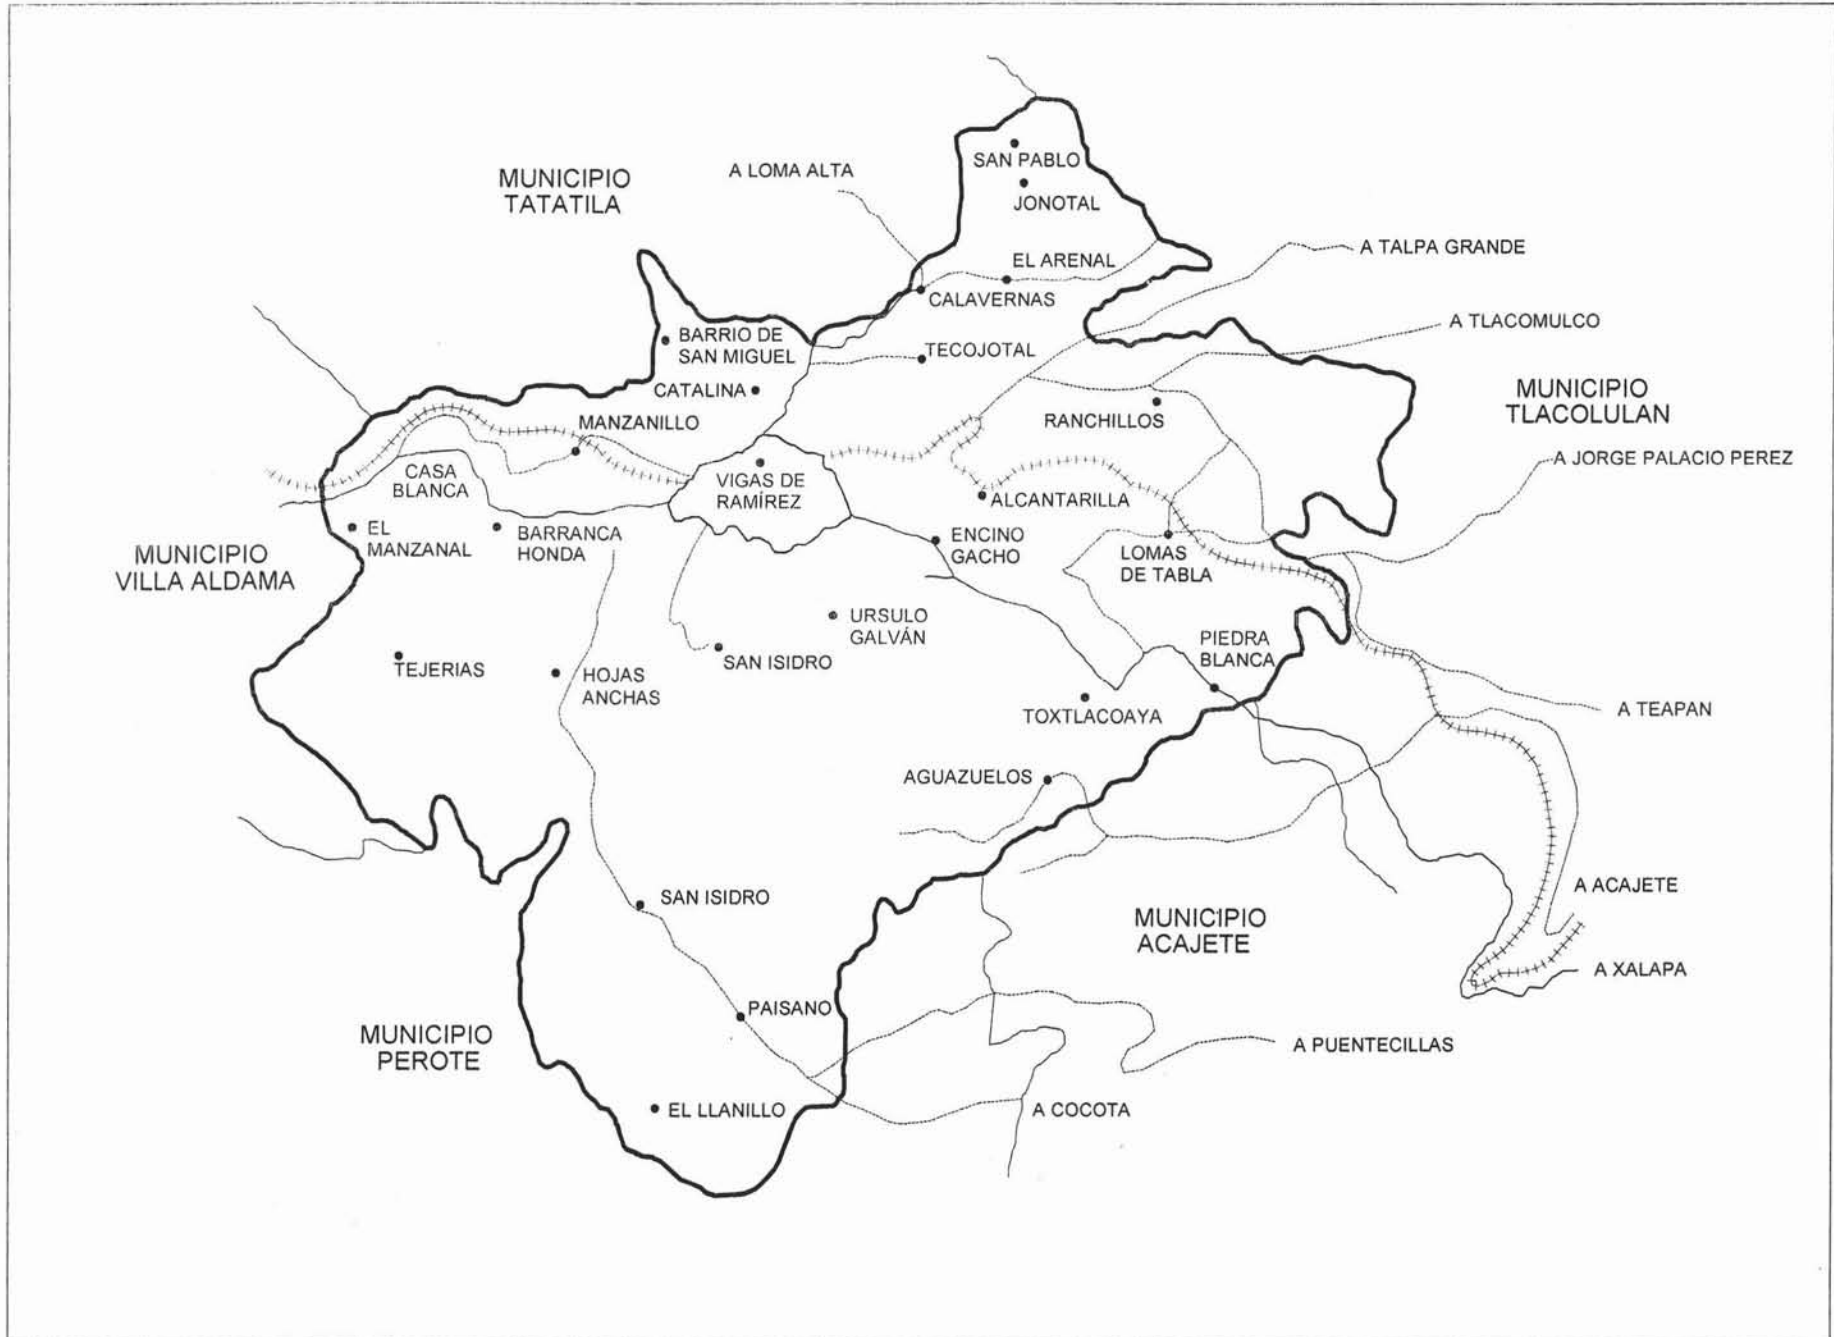 SAN PABLO
A LOMA ALTA
MUNICIPIO
TATATILA
JONOTAL
A TALPA GRANDE
EL ARENAL
CALAVERNAS
A TLACOMULCO
BARRIO DE
SAN MIGUEL
TECOJOTAL
CATALINA
MUNICIPIO
TLACOLULAN
RANCHILLOS
MANZANILLO
A JORGE PALACIO PEREZ
CASA
BLANCA
VIGAS DE
RAMÍREZ
ALCANTARILLA
EL
MANZANAL
BARRANCA
HONDA
ENCINO
GACHO
LOMAS
DE TABLA
MUNICIPIO
VILLA ALDAMA
URSULO
GALVÁN
PIEDRA
BLANCA
SAN ISIDRO
TEJERIAS
HOJAS
ANCHAS
TOXTLACOAYA
A TEAPAN
AGUAZUELOS
A ACAJETE
SAN ISIDRO
MUNICIPIO
ACAJETE
A XALAPA
PAISANO
MUNICIPIO
PEROTE
A PUENTECILLAS
EL LLANILLO
A COCOTA